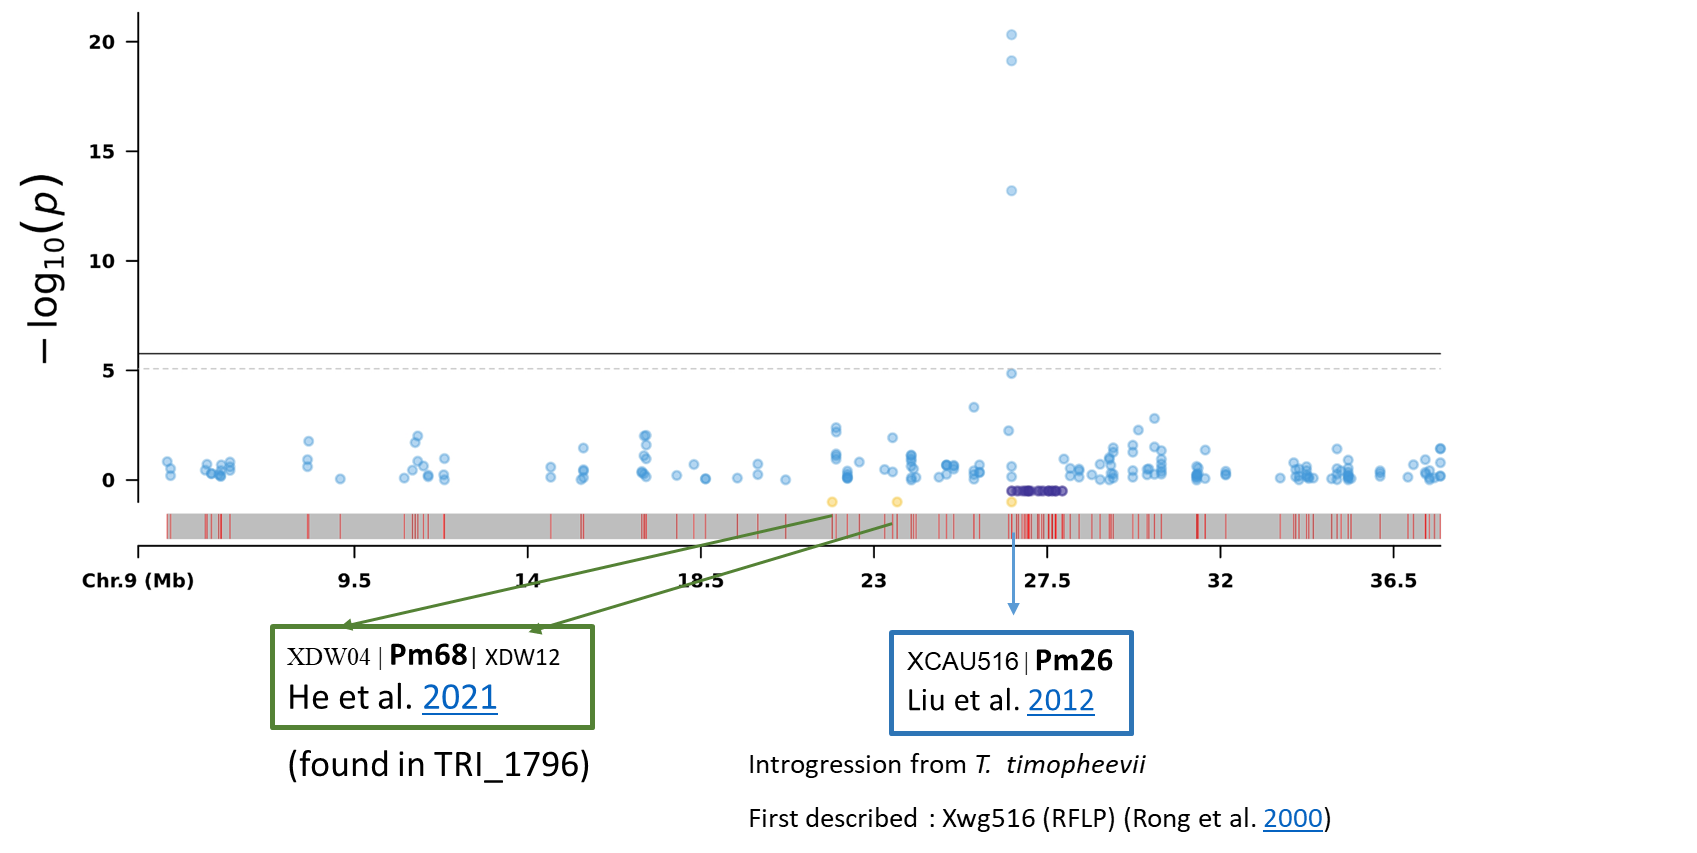 20
15
10
5
0
− log₁₀(p)
Chr.9 (Mb) 9.5 14 18.5 23 27.5 32 36.5
XDW04 | Pm68| XDW12
He et al. 2021
(found in TRI_1796)
XCAU516 | Pm26
Liu et al. 2012
Introgression from T. timopheevii
First described : Xwg516 (RFLP) (Rong et al. 2000)